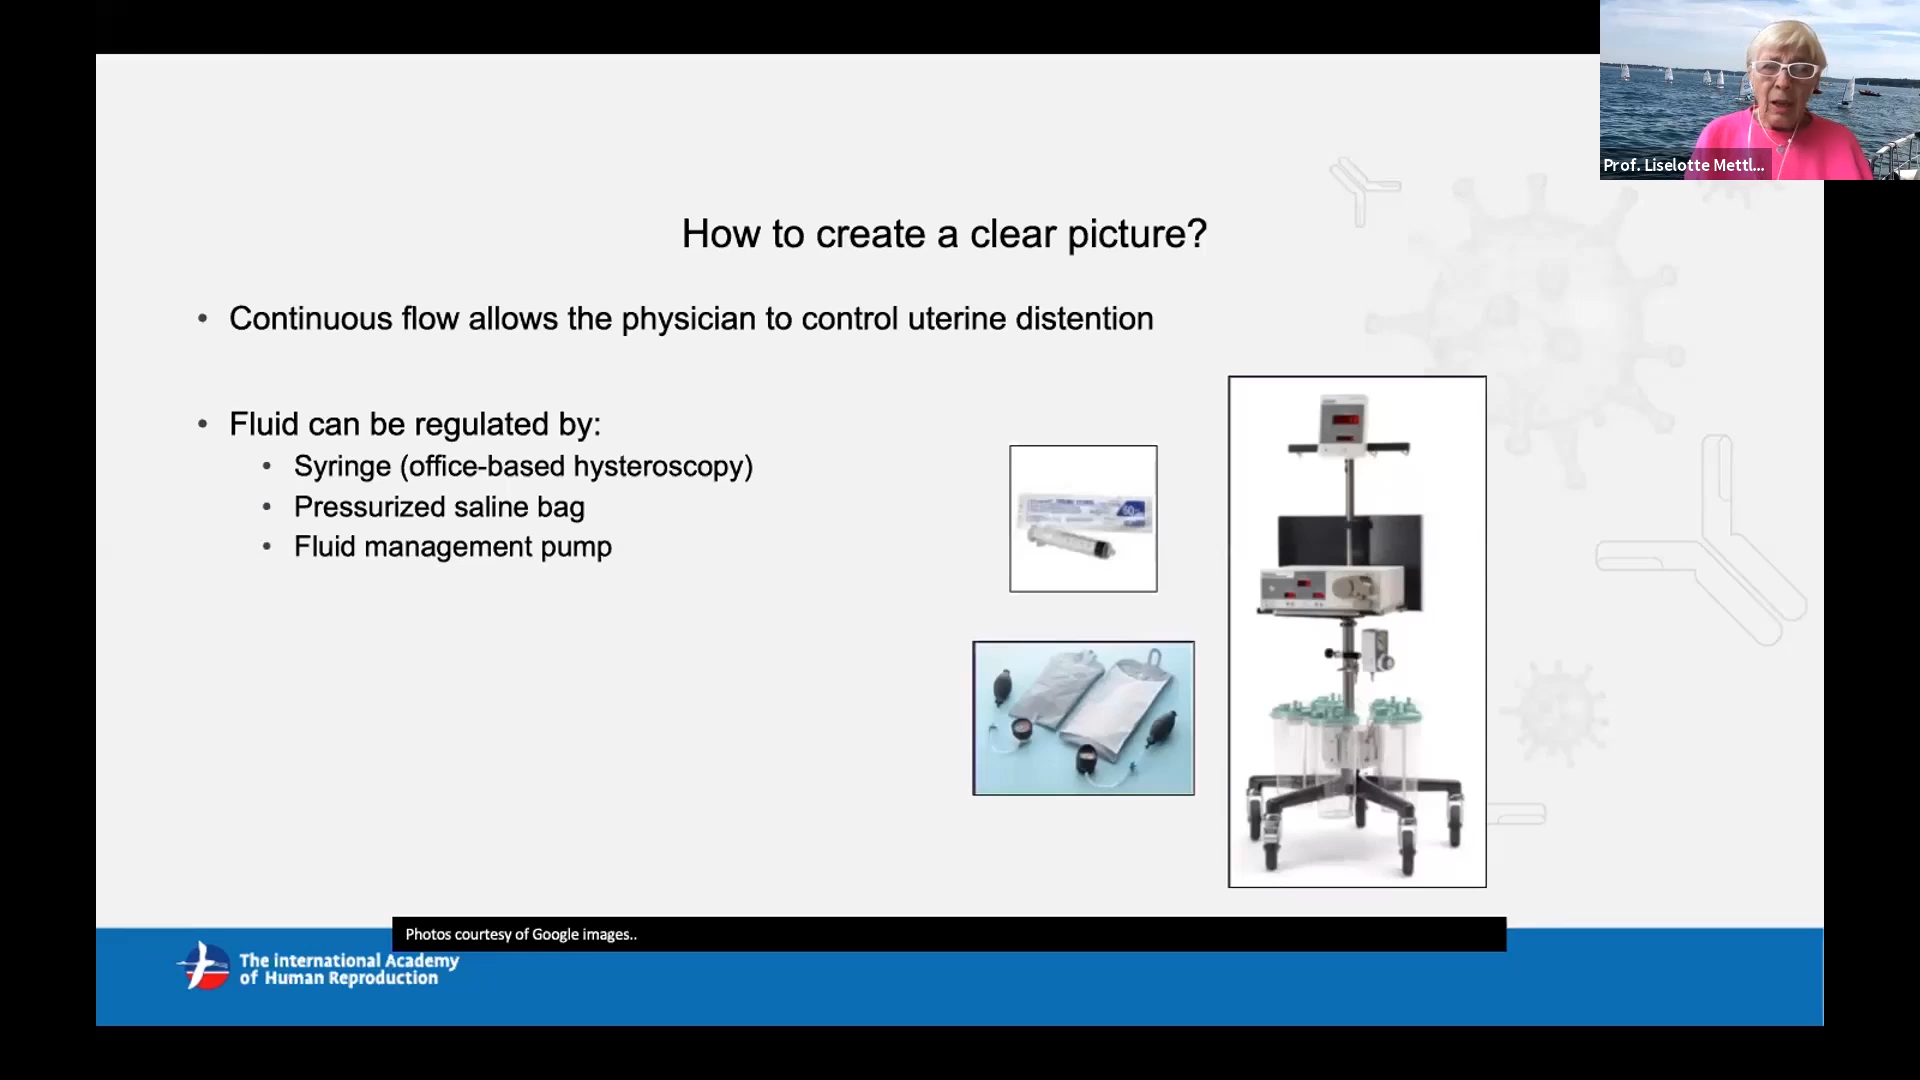 Prof. Liselotte Mettl...
How to create a clear picture?
• Continuous flow allows the physician to control uterine distention
• Fluid can be regulated by:
• Syringe (office-based hysteroscopy)
• Pressurized saline bag
• Fluid management pump
Photos courtesy of Google images..
The international Academy
of Human Reproduction